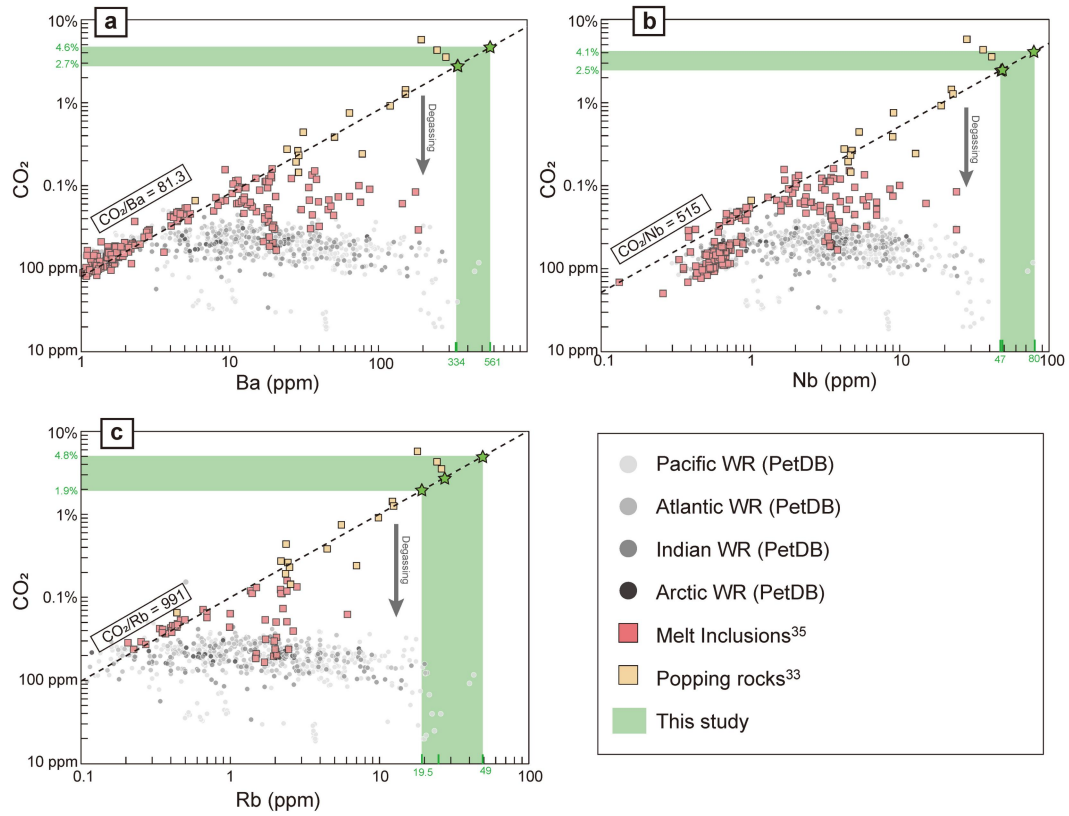 a
10%
4.6%
2.7%
1%
0.1%
100 ppm
10 ppm
CO₂
CO₂/Ba = 81.3
Degassing
1
10
100
334
561
Ba (ppm)
b
10%
4.1%
2.5%
1%
0.1%
100 ppm
10 ppm
CO₂
CO₂/Nb = 515
Degassing
0.1
1
10
47
80
100
Nb (ppm)
c
10%
4.8%
1.9%
1%
0.1%
100 ppm
10 ppm
CO₂
CO₂/Rb = 991
Degassing
0.1
1
10
19.5
49
100
Rb (ppm)
Pacific WR (PetDB)
Atlantic WR (PetDB)
Indian WR (PetDB)
Arctic WR (PetDB)
Melt Inclusions³⁵
Popping rocks³³
This study